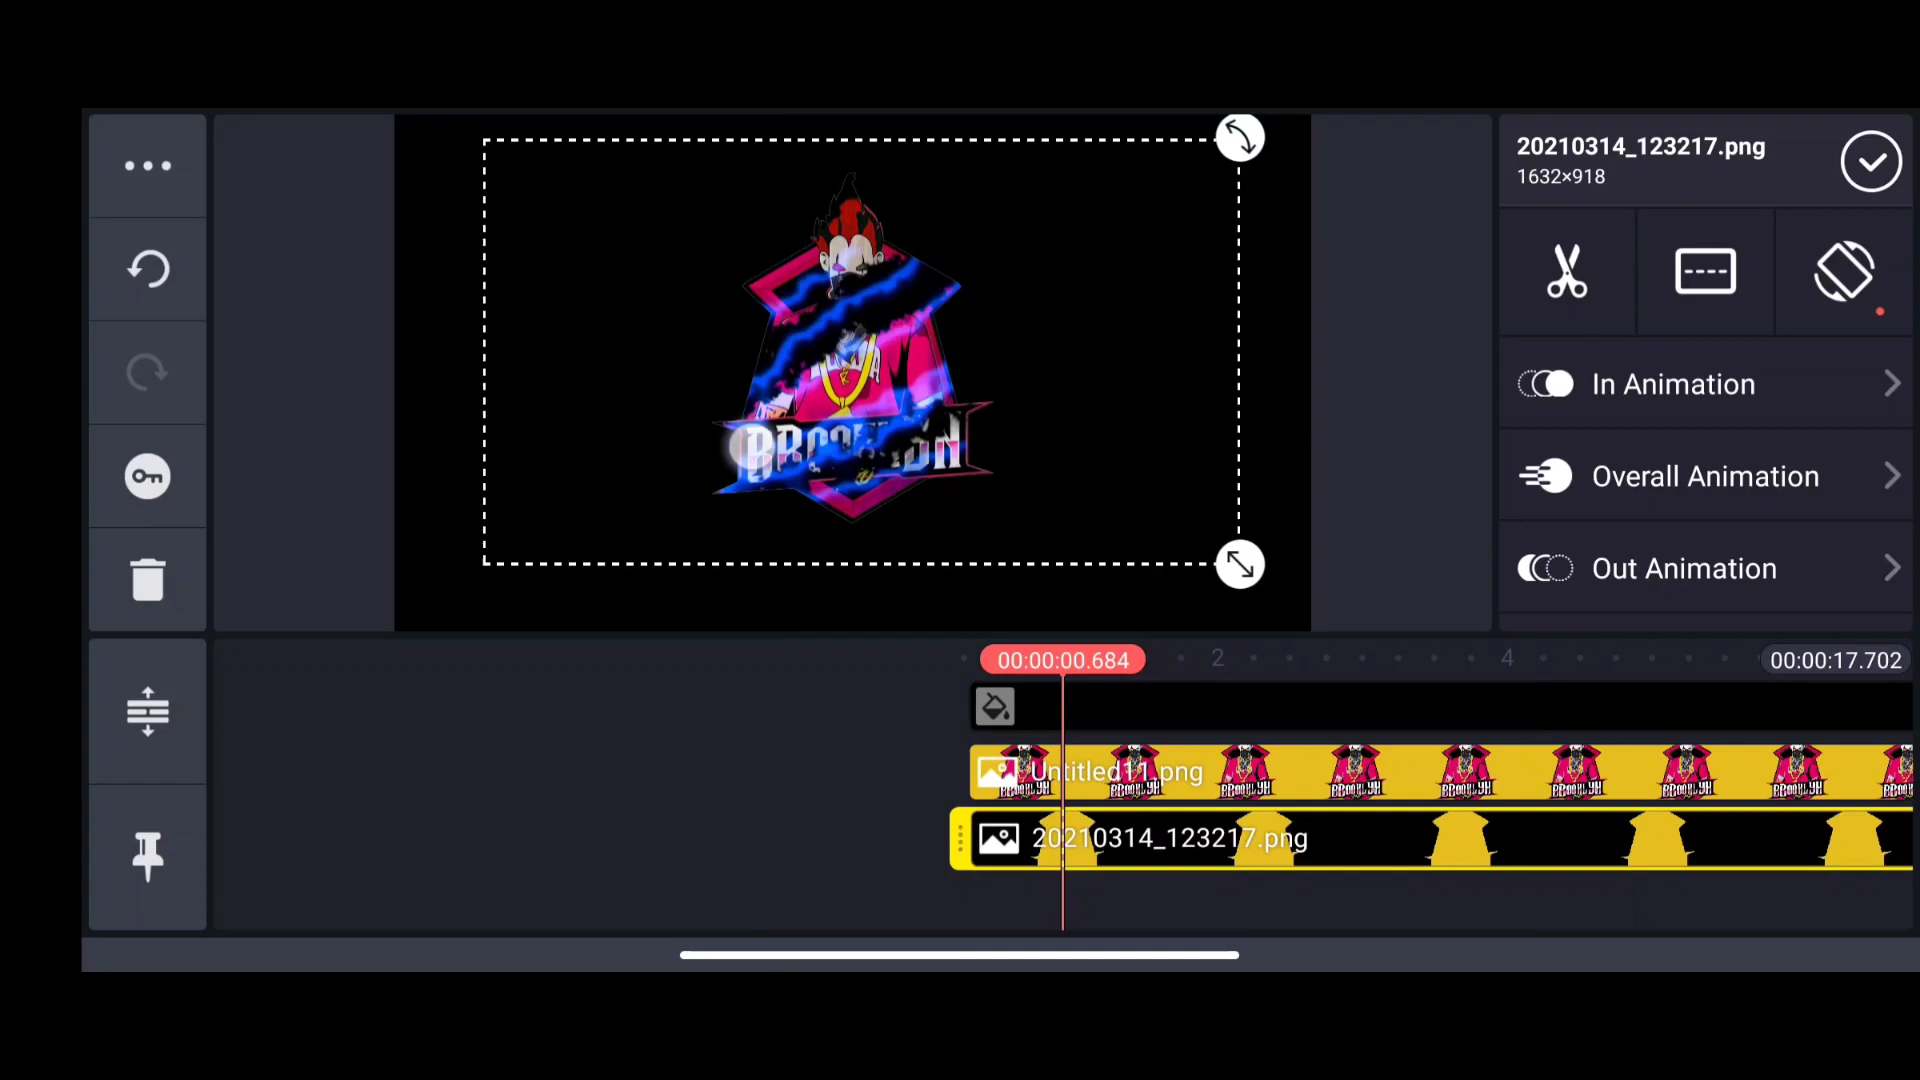 20210314_123217.png
1632×918
In Animation
Overall Animation
Out Animation
00:00:00.684
2
4
00:00:17.702
Untitled11.png
20210314_123217.png